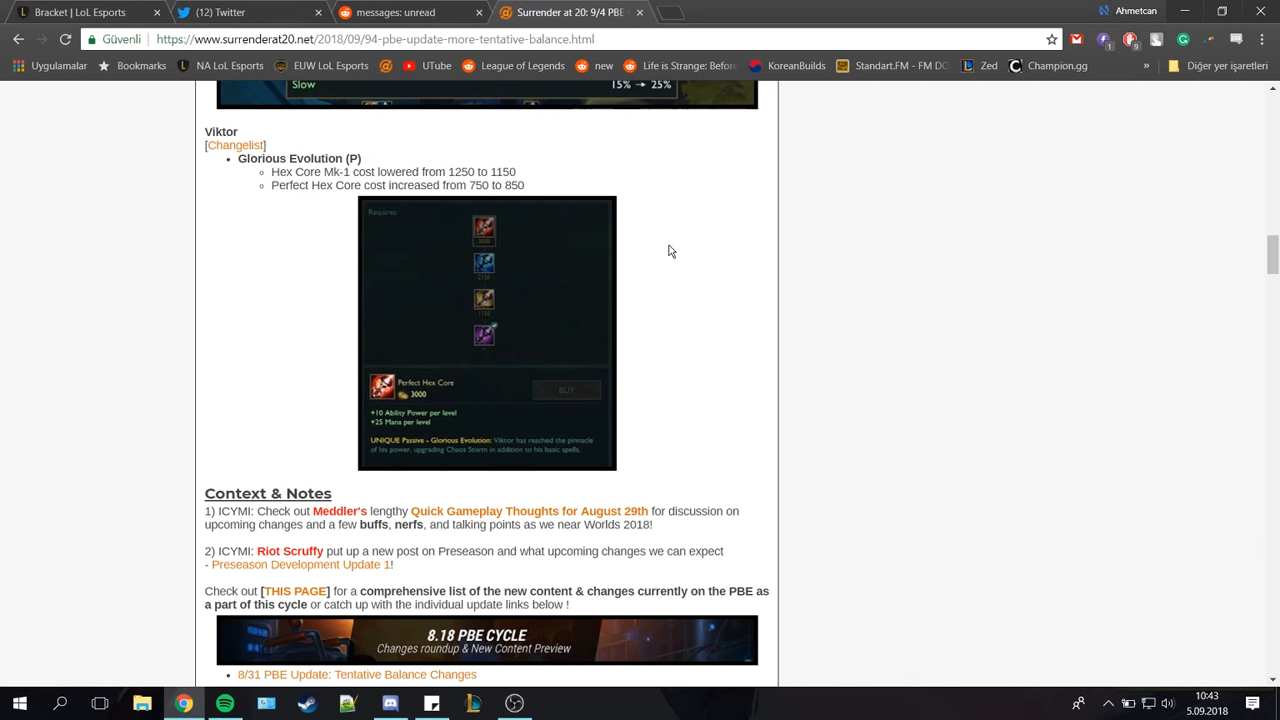 Bracket | LoL Esports
(12) Twitter
messages: unread
Surrender at 20: 9/4 PBE
Ahmetcan
Güvenli
https://www.surrenderat20.net/2018/09/94-pbe-update-more-tentative-balance.html
Uygulamalar
Bookmarks
NA LoL Esports
EUW LoL Esports
UTube
League of Legends
new
Life is Strange: Before
KoreanBuilds
Standart.FM - FM DO
Zed
Champion.gg
»
Diğer yer işaretleri
Slow
15% → 25%
Viktor
[Changelist]
• Glorious Evolution (P)
◦ Hex Core Mk-1 cost lowered from 1250 to 1150
◦ Perfect Hex Core cost increased from 750 to 850
Requires:
3000
2150
1150
Perfect Hex Core
3000
BUY
+10 Ability Power per level
+25 Mana per level
UNIQUE Passive - Glorious Evolution: Viktor has reached the pinnacle
of his power, upgrading Chaos Storm in addition to his basic spells.
Context & Notes
1) ICYMI: Check out Meddler's lengthy Quick Gameplay Thoughts for August 29th for discussion on
upcoming changes and a few buffs, nerfs, and talking points as we near Worlds 2018!
2) ICYMI: Riot Scruffy put up a new post on Preseason and what upcoming changes we can expect
- Preseason Development Update 1!
Check out [THIS PAGE] for a comprehensive list of the new content & changes currently on the PBE as
a part of this cycle or catch up with the individual update links below !
8.18 PBE CYCLE
Changes roundup & New Content Preview
• 8/31 PBE Update: Tentative Balance Changes
10:43
5.09.2018